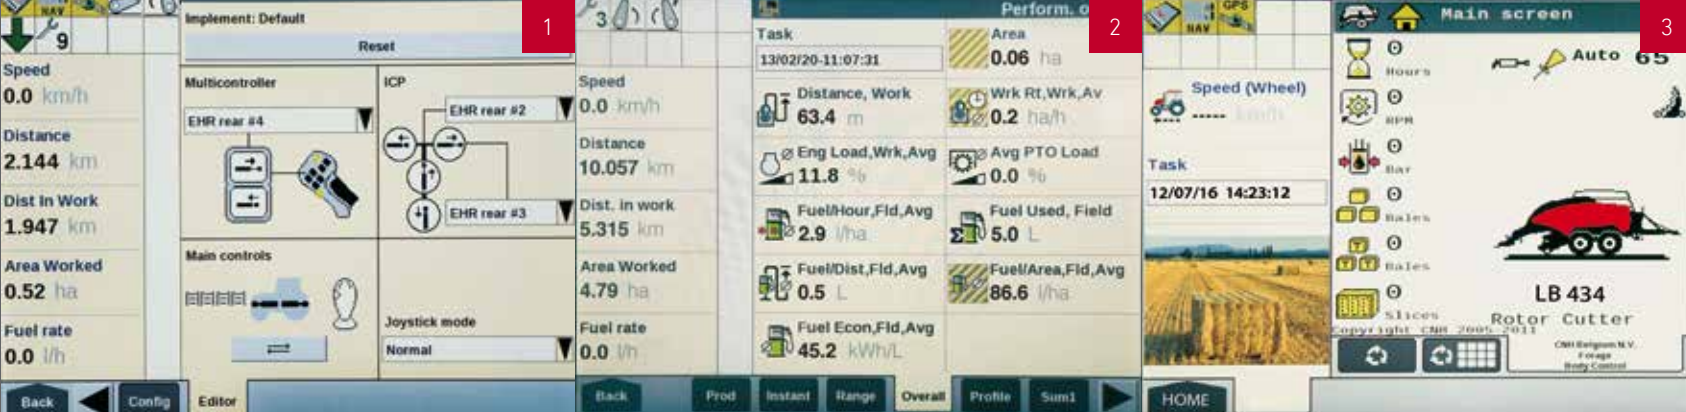 1
NAV
9
Speed
0.0 km/h
Distance
2.144 km
Dist In Work
1.947 km
Area Worked
0.52 ha
Fuel rate
0.0 l/h
Implement: Default
Reset
Multicontroller
EHR rear #4
ICP
EHR rear #2
EHR rear #3
Main controls
Joystick mode
Normal
Back
Config
Editor
2
3
Speed
0.0 km/h
Distance
10.057 km
Dist. in work
5.315 km
Area Worked
4.79 ha
Fuel rate
0.0 l/h
Perform. o
Task
13/02/20-11:07:31
Area
0.06 ha
Distance, Work
63.4 m
Wrk Rt,Wrk,Av
0.2 ha/h
Eng Load,Wrk,Avg
11.8 %
Avg PTO Load
0.0 %
Fuel/Hour,Fld,Avg
2.9 l/ha
Fuel Used, Field
5.0 L
Fuel/Dist,Fld,Avg
0.5 L
Fuel/Area,Fld,Avg
86.6 l/ha
Fuel Econ,Fld,Avg
45.2 kWh/L
Back
Prod
Instant
Range
Overall
Profile
Sum1
3
NAV
GPS
Speed (Wheel)
----- km/h
Task
12/07/16 14:23:12
HOME
Main screen
0
Hours
0
RPM
0
Bar
0
Bales
0
Bales
0
Slices
Auto 65
LB 434
Rotor Cutter
Copyright CNH 2005-2011
CNH Belgium N.V.
Forage
Body Control